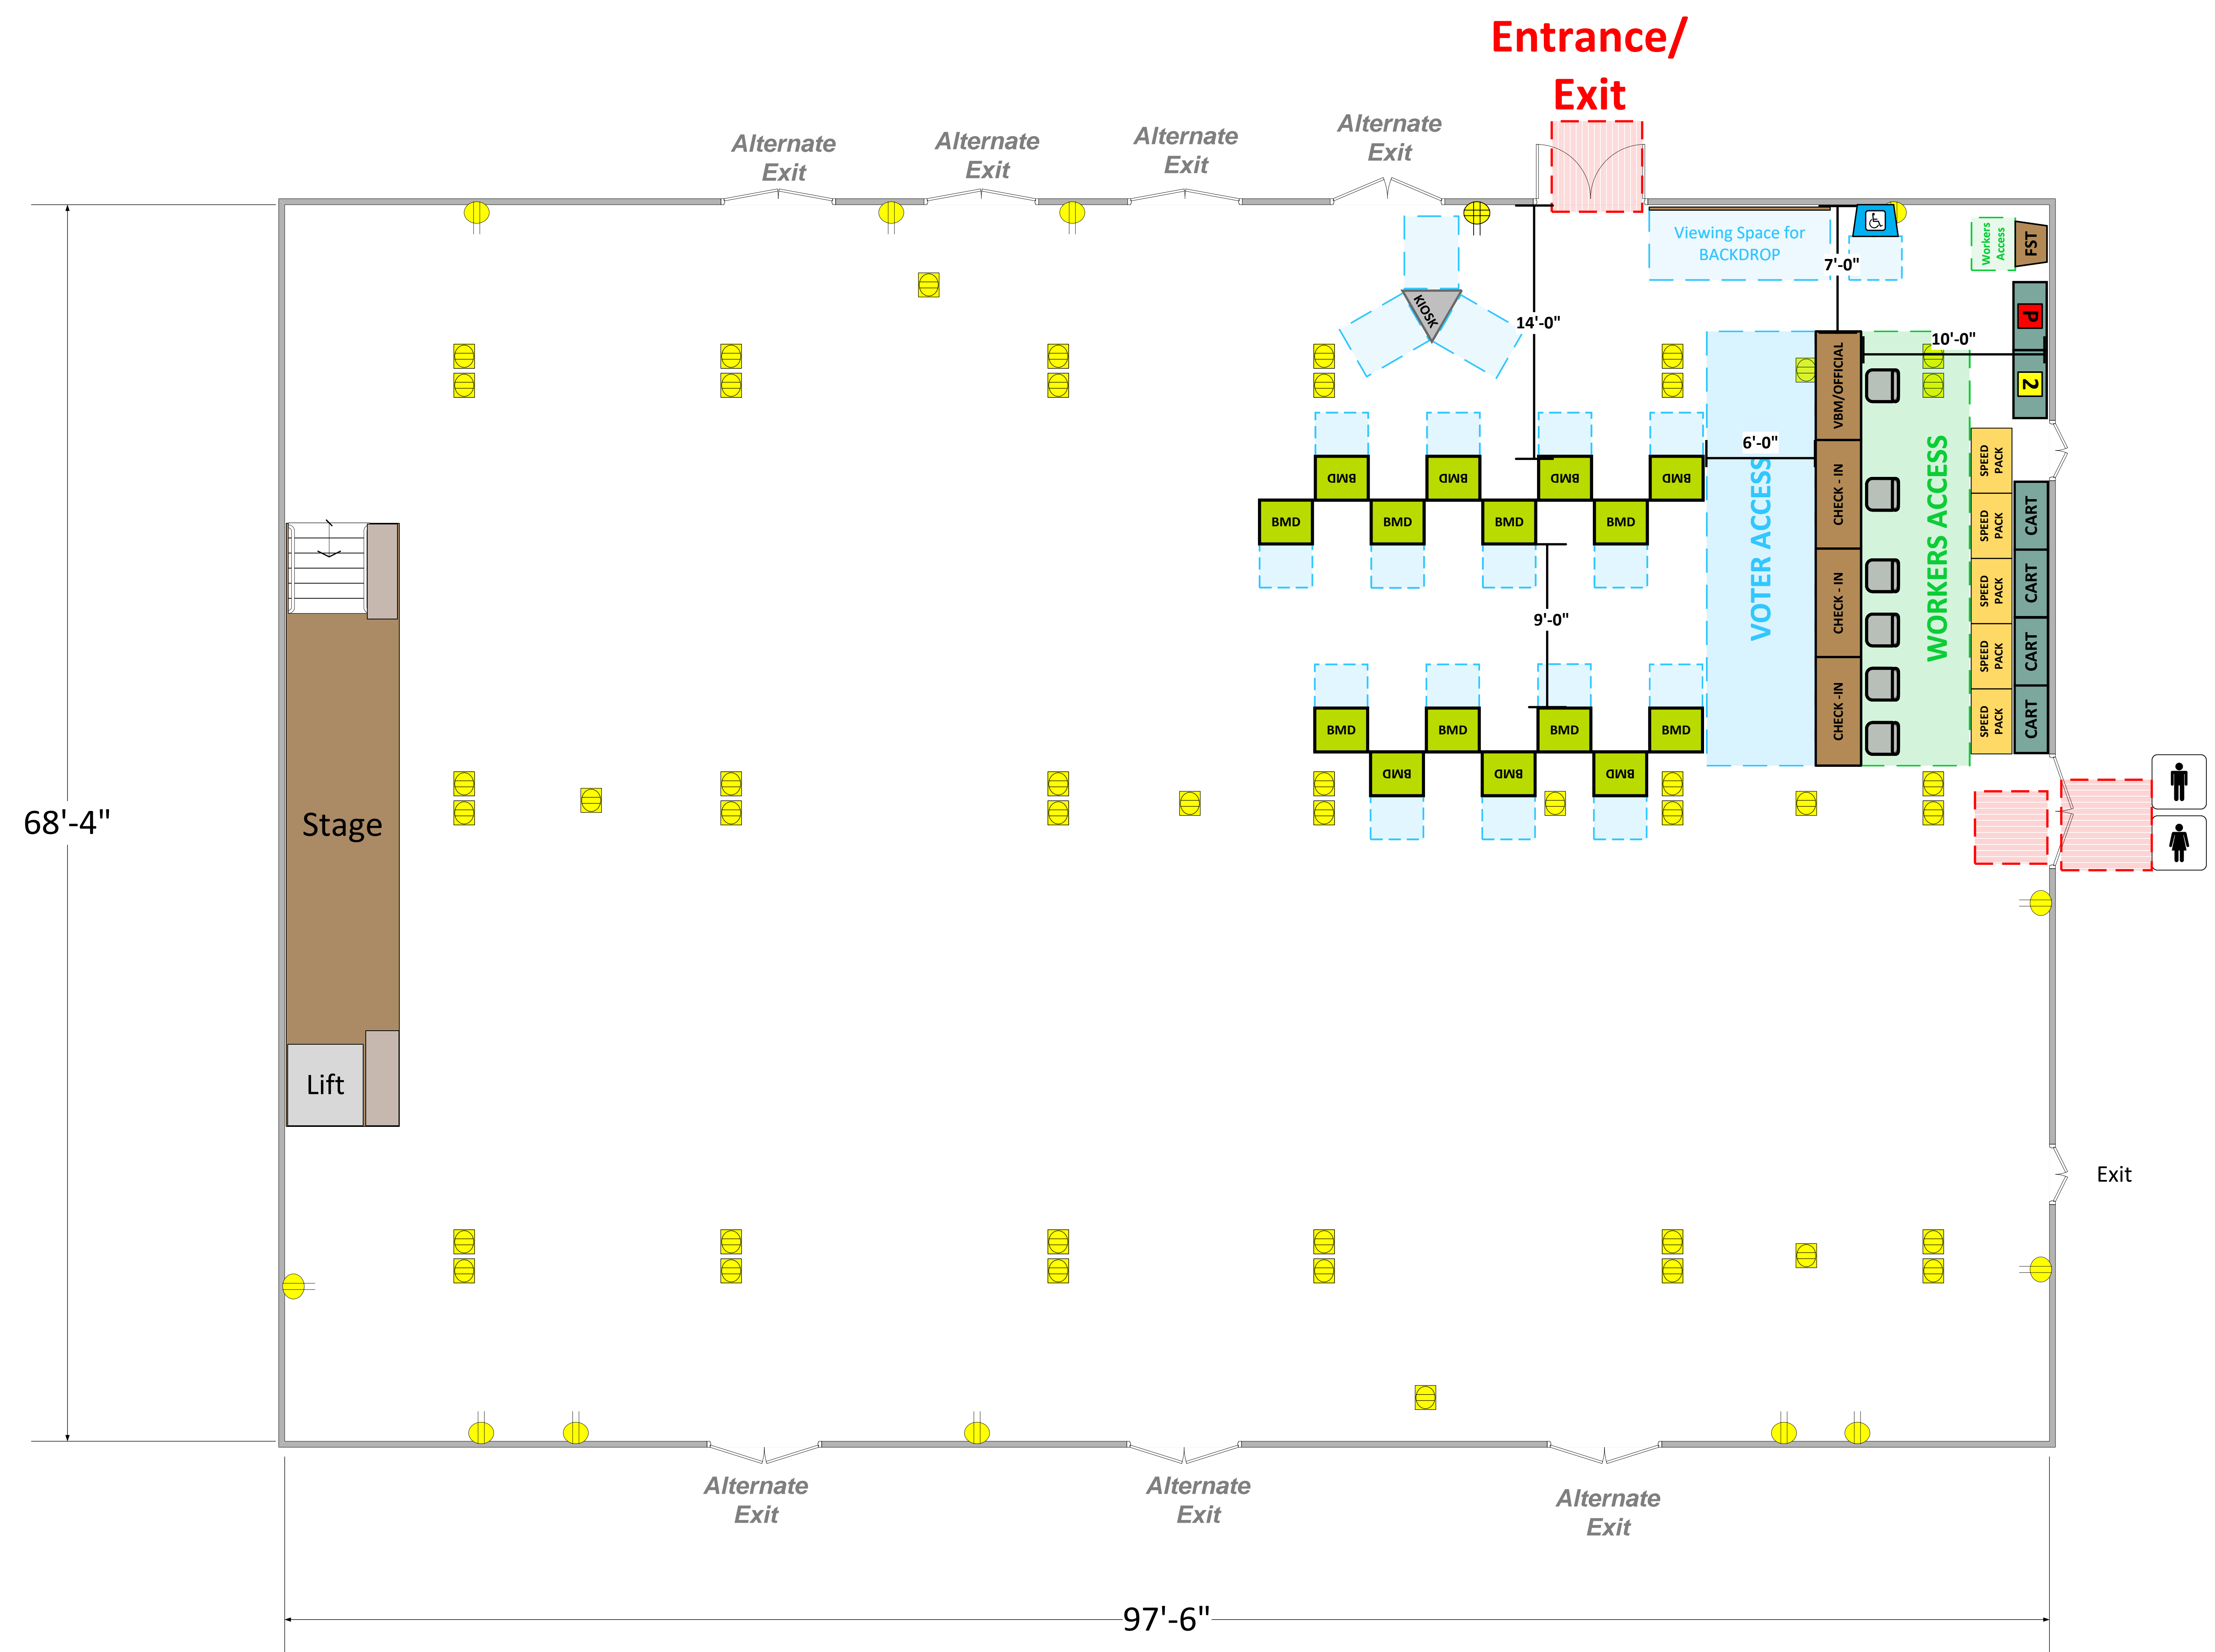 Entrance/
Exit
Alternate
Exit
Alternate
Exit
Alternate
Exit
Alternate
Exit
Viewing Space for
BACKDROP
7'-0"
Workers
Access
FST
KIOSK
14'-0"
P
10'-0"
2
VBM/OFFICIAL
6'-0"
BMD
BMD
BMD
BMD
BMD
BMD
BMD
BMD
CHECK - IN
CHECK - IN
CHECK -IN
VOTER ACCESS
WORKERS ACCESS
SPEED
PACK
SPEED
PACK
SPEED
PACK
SPEED
PACK
SPEED
PACK
CART
CART
CART
CART
9'-0"
BMD
BMD
BMD
BMD
BMD
BMD
BMD
68'-4"
Stage
Lift
Exit
Alternate
Exit
Alternate
Exit
Alternate
Exit
97'-6"